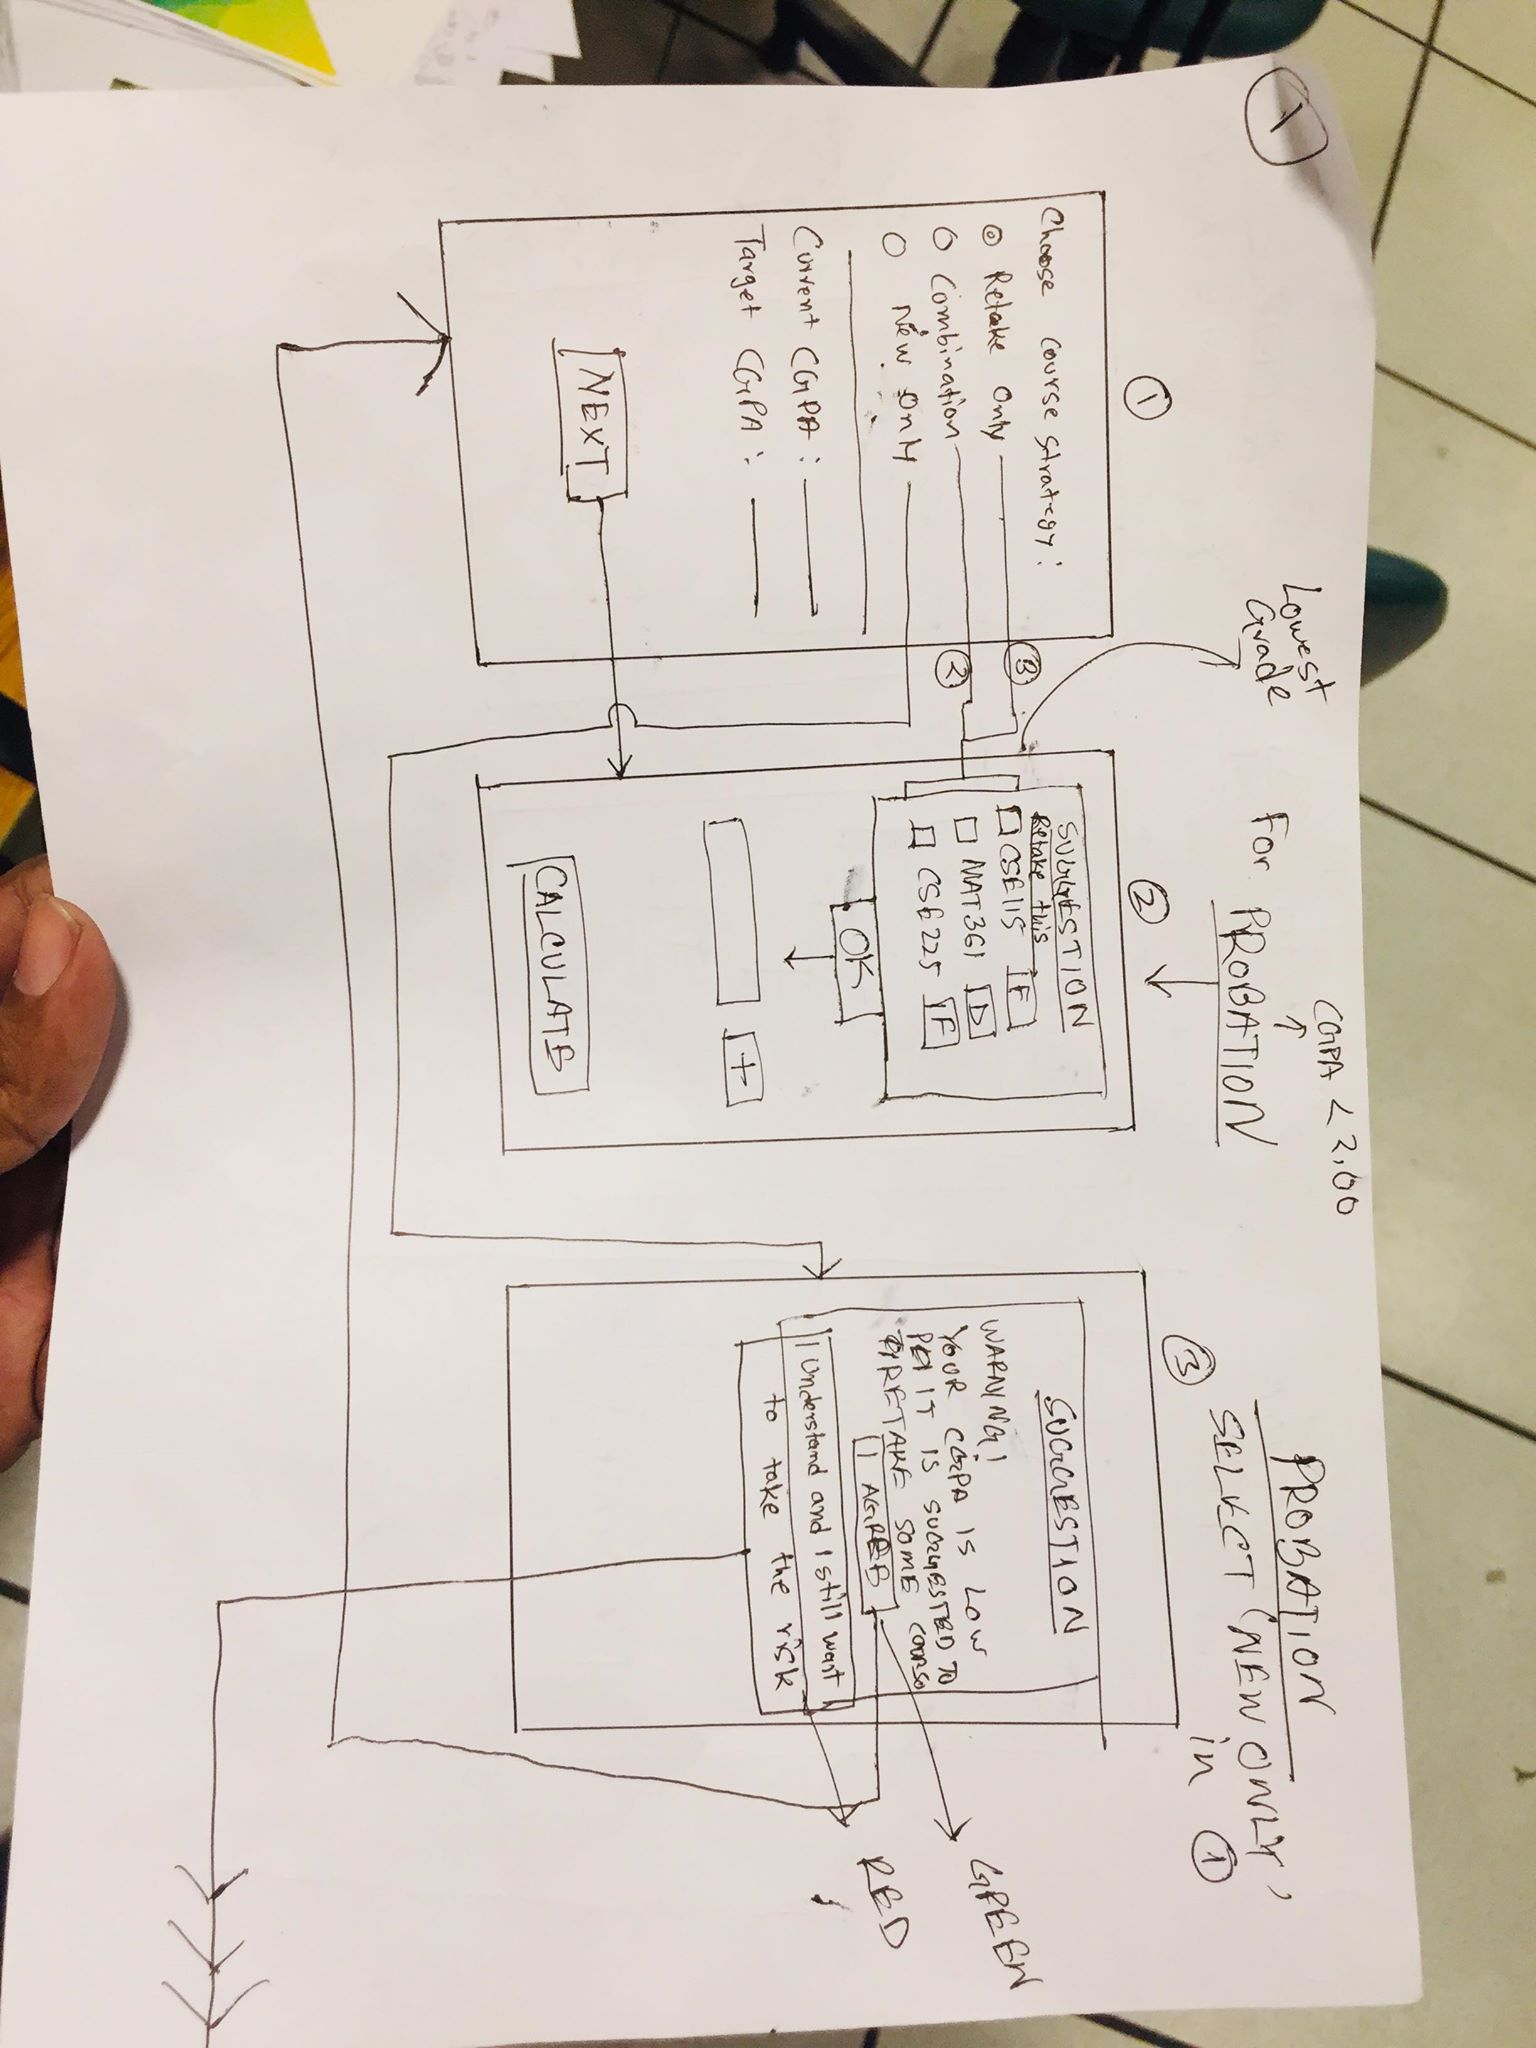 1
Lowest
Grade
CGPA < 2.00
For PROBATION
PROBATION
SELECT 'NEW ONLY'
in 1
1
Choose course strategy:
Retake Only
Combination
New Only
Current CGPA:
Target CGPA:
NEXT
3
2
2
SUGGESTION
Retake this
CSE115 F
MAT361 D
CSE225 F
OK
+
CALCULATE
3
SUGGESTION
WARNING!
YOUR CGPA IS LOW
IT IS SUGGESTED TO
RETAKE SOME COURSE
I AGREE
I Understand and I still want
to take the risk
GREEN
RED